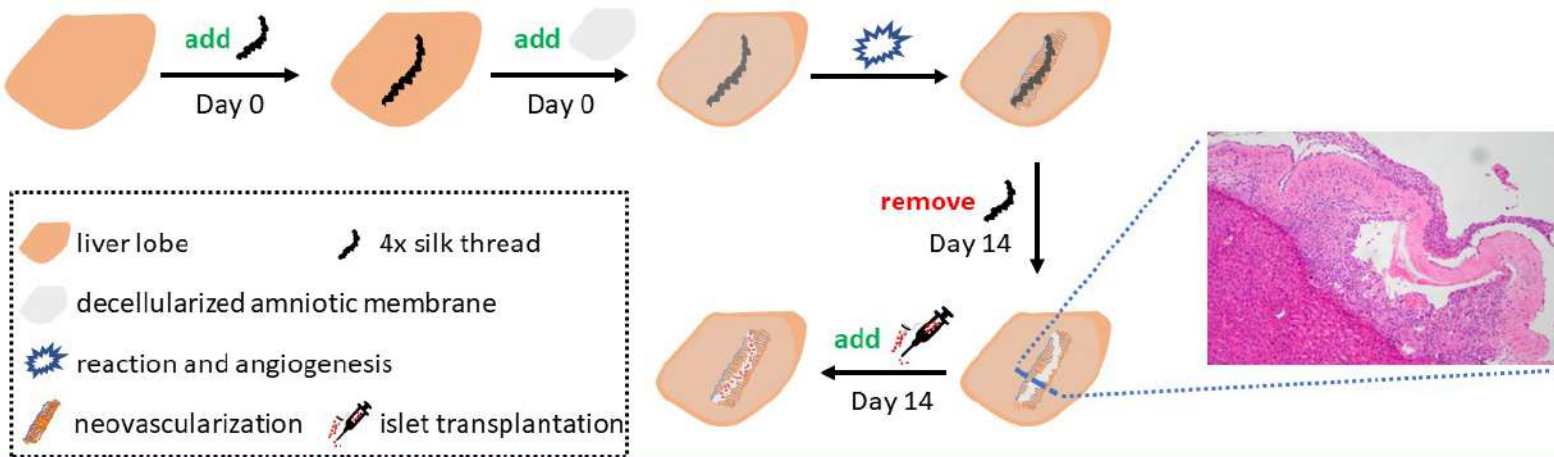 add
Day 0
add
Day 0
remove
Day 14
add
Day 14
liver lobe
4x silk thread
decellularized amniotic membrane
reaction and angiogenesis
neovascularization
islet transplantation